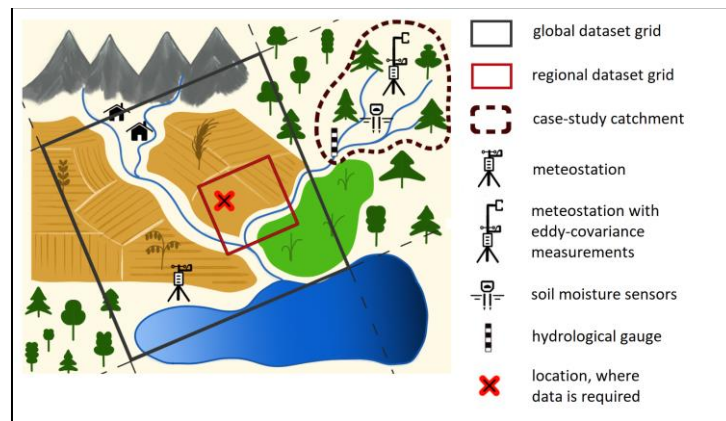 global dataset grid
regional dataset grid
case-study catchment
meteostation
meteostation with
eddy-covariance
measurements
soil moisture sensors
hydrological gauge
location, where
data is required